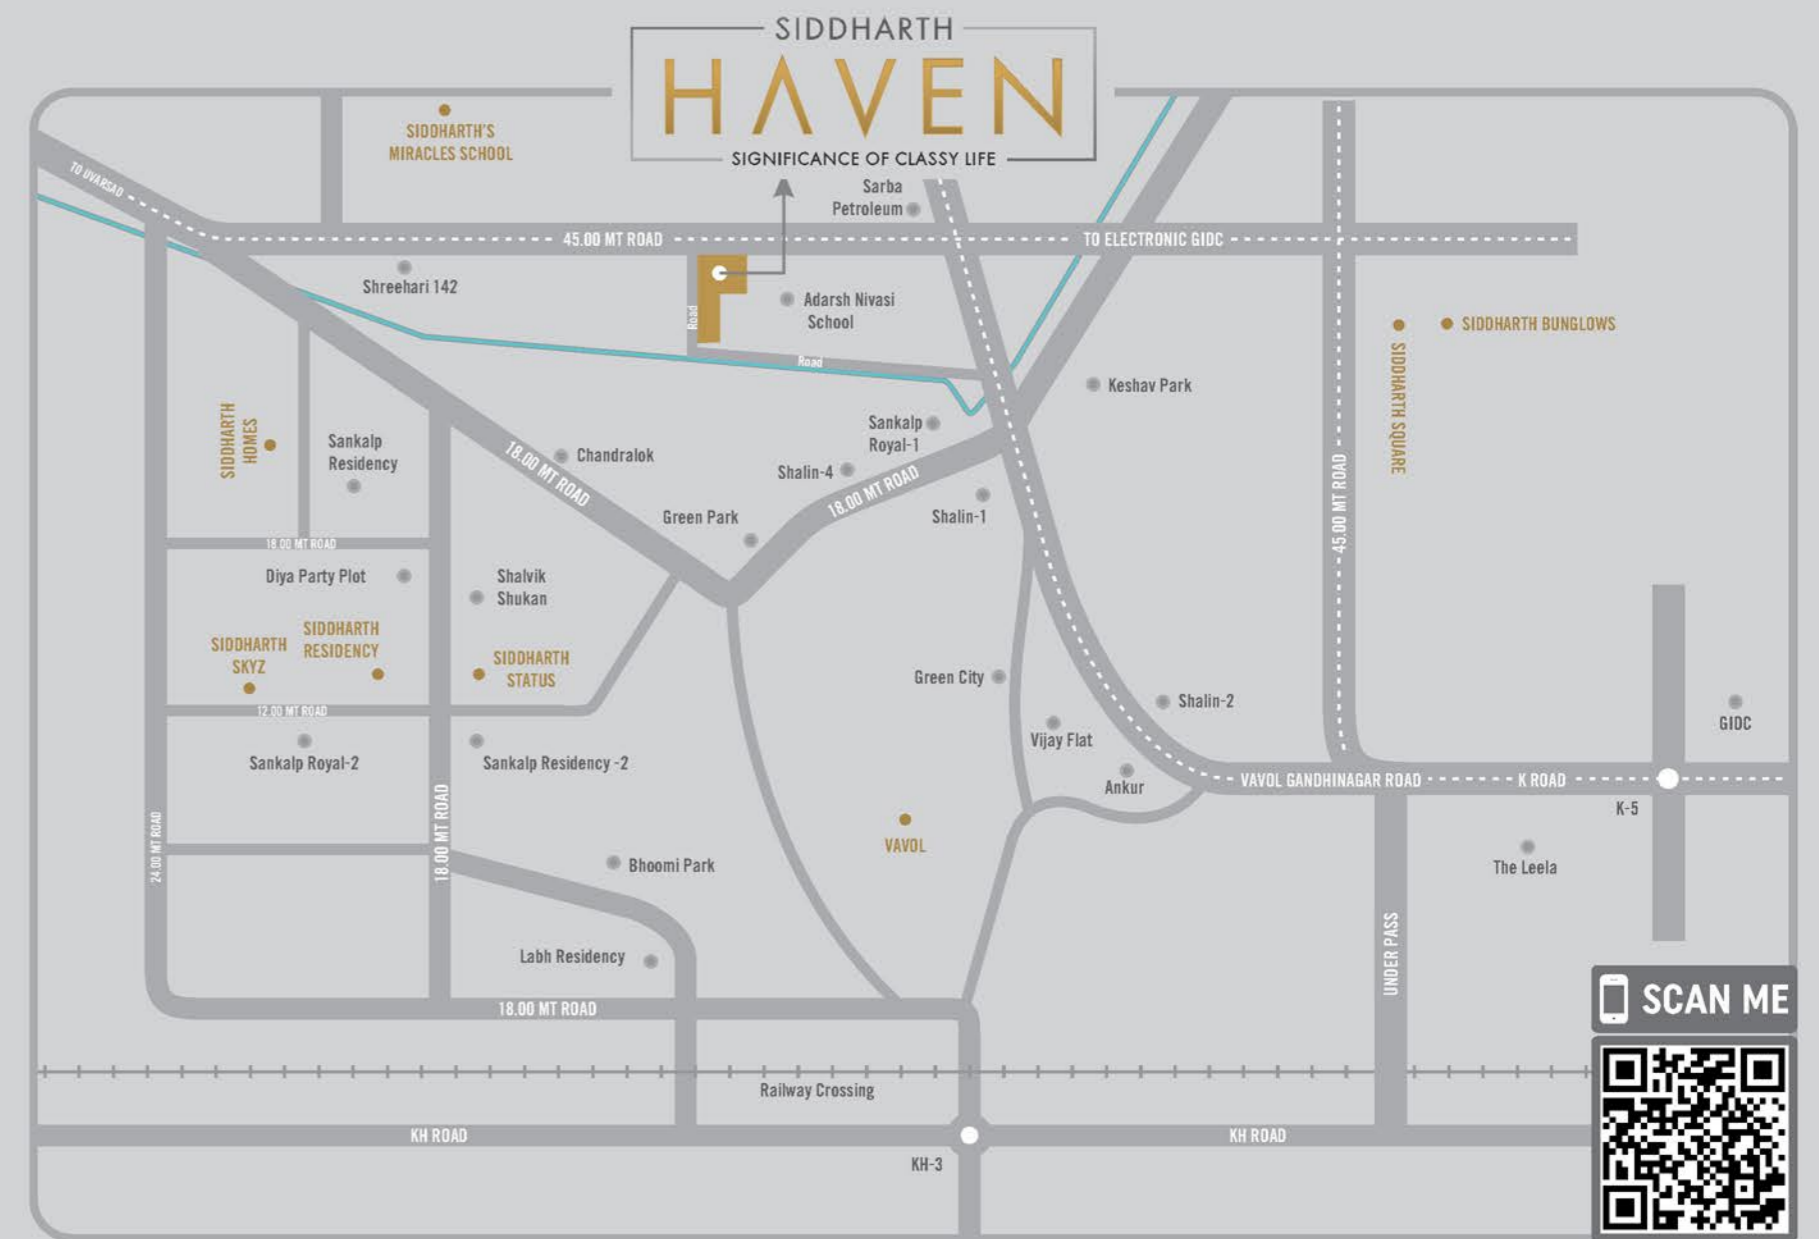 SIDDHARTH
HAVEN
SIGNIFICANCE OF CLASSY LIFE
SIDDHARTH'S
MIRACLES SCHOOL
TO UVARSAD
Sarba
Petroleum
45.00 MT ROAD
TO ELECTRONIC GIDC
Shreehari 142
Road
Adarsh Nivasi
School
Road
SIDDHARTH BUNGLOWS
SIDDHARTH SQUARE
Keshav Park
SIDDHARTH
HOMES
Sankalp
Residency
18.00 MT ROAD
Chandralok
Sankalp
Royal-1
Shalin-4
18.00 MT ROAD
45.00 MT ROAD
Green Park
Shalin-1
18.00 MT ROAD
Diya Party Plot
Shalvik
Shukan
SIDDHARTH
SKYZ
SIDDHARTH
RESIDENCY
SIDDHARTH
STATUS
Green City
Shalin-2
12.00 MT ROAD
GIDC
Sankalp Royal-2
Sankalp Residency -2
Vijay Flat
Ankur
VAVOL GANDHINAGAR ROAD
K ROAD
K-5
24.00 MT ROAD
18.00 MT ROAD
VAVOL
Bhoomi Park
The Leela
Labh Residency
UNDER PASS
18.00 MT ROAD
SCAN ME
Railway Crossing
KH ROAD
KH ROAD
KH-3